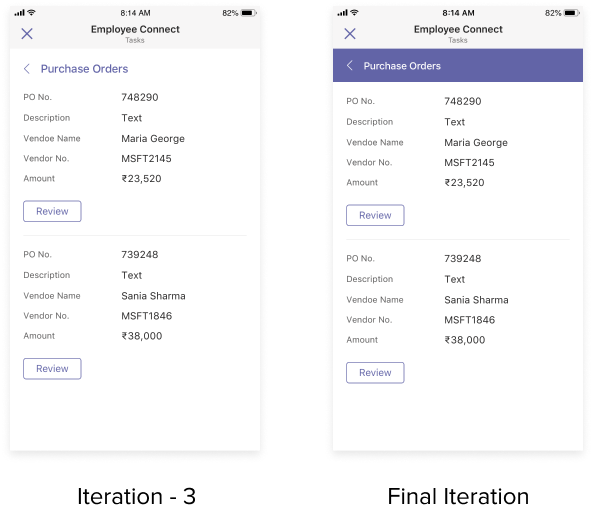 8:14 AM 82%
Employee Connect
Tasks
Purchase Orders
PO No. 748290
Description Text
Vendoe Name Maria George
Vendor No. MSFT2145
Amount ₹23,520
Review
PO No. 739248
Description Text
Vendoe Name Sania Sharma
Vendor No. MSFT1846
Amount ₹38,000
Review
Iteration - 3
8:14 AM 82%
Employee Connect
Tasks
Purchase Orders
PO No. 748290
Description Text
Vendoe Name Maria George
Vendor No. MSFT2145
Amount ₹23,520
Review
PO No. 739248
Description Text
Vendoe Name Sania Sharma
Vendor No. MSFT1846
Amount ₹38,000
Review
Final Iteration